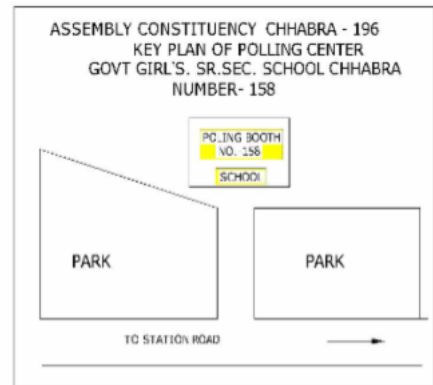 ASSEMBLY CONSTITUENCY CHHABRA - 196
KEY PLAN OF POLLING CENTER
GOVT GIRL'S. SR.SEC. SCHOOL CHHABRA
NUMBER- 158
POLING BOOTH
NO. 158
SCHOOL
PARK
PARK
TO STATION ROAD